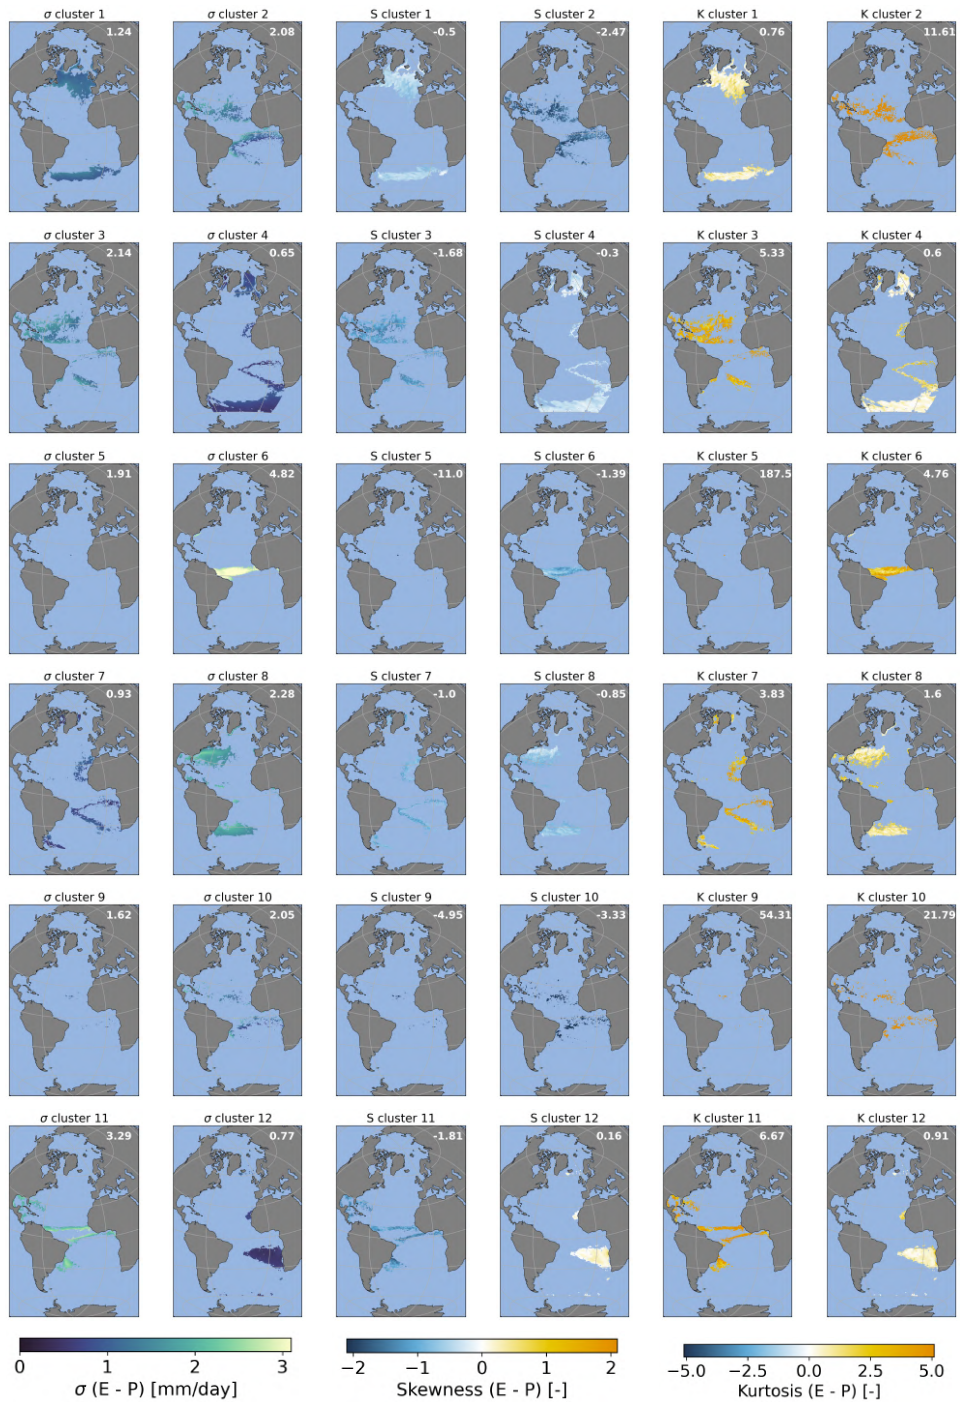 σ cluster 1 σ cluster 2 S cluster 1 S cluster 2 K cluster 1 K cluster 2
1.24 2.08 -0.5 -2.47 0.76 11.61
σ cluster 3 σ cluster 4 S cluster 3 S cluster 4 K cluster 3 K cluster 4
2.14 0.65 -1.68 -0.3 5.33 0.6
σ cluster 5 σ cluster 6 S cluster 5 S cluster 6 K cluster 5 K cluster 6
1.91 4.82 -11.0 -1.39 187.5 4.76
σ cluster 7 σ cluster 8 S cluster 7 S cluster 8 K cluster 7 K cluster 8
0.93 2.28 -1.0 -0.85 3.83 1.6
σ cluster 9 σ cluster 10 S cluster 9 S cluster 10 K cluster 9 K cluster 10
1.62 2.05 -4.95 -3.33 54.31 21.79
σ cluster 11 σ cluster 12 S cluster 11 S cluster 12 K cluster 11 K cluster 12
3.29 0.77 -1.81 0.16 6.67 0.91
0 1 2 3 −2 −1 0 1 2 −5.0 −2.5 0.0 2.5 5.0
σ (E - P) [mm/day] Skewness (E - P) [-] Kurtosis (E - P) [-]